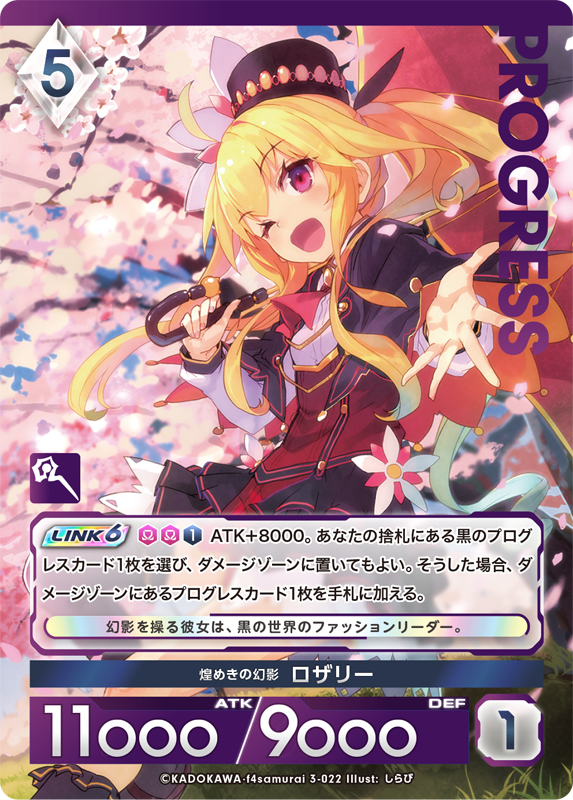 5
PROGRESS
LINK 6 1 ATK+8000。あなたの捨札にある黒のプログ
レスカード1枚を選び、ダメージゾーンに置いてもよい。そうした場合、ダ
メージゾーンにあるプログレスカード1枚を手札に加える。
幻影を操る彼女は、黒の世界のファッションリーダー。
煌めきの幻影 ロザリー
ATK DEF
11000/9000 1
©KADOKAWA·f4samurai 3-022 Illust: しらび